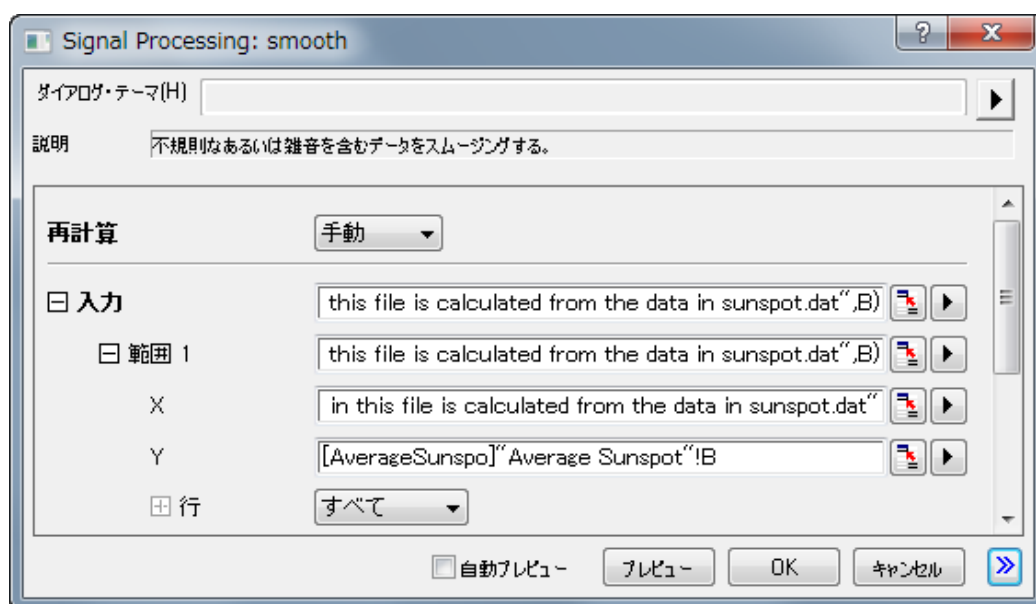 Signal Processing: smooth
ダイアログ・テーマ(H)
説明 不規則なあるいは雑音を含むデータをスムージングする。
再計算 手動
入力 this file is calculated from the data in sunspot.dat",B)
範囲 1 this file is calculated from the data in sunspot.dat",B)
X in this file is calculated from the data in sunspot.dat"
Y [AverageSunspo]"Average Sunspot"!B
行 すべて
自動プレビュー プレビュー OK キャンセル